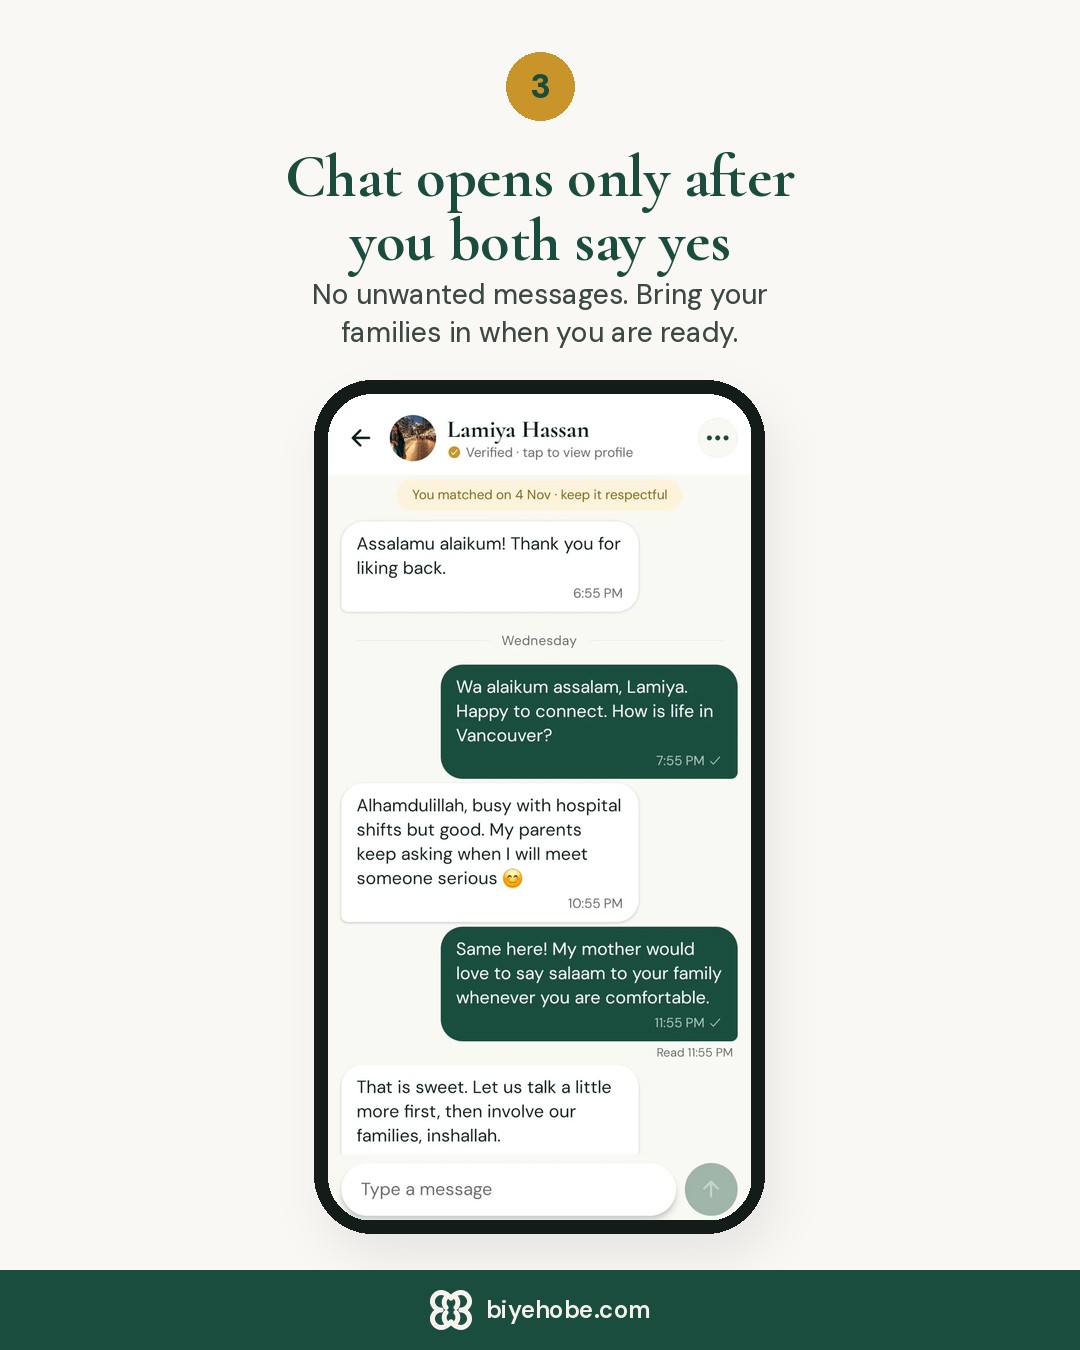 3
Chat opens only after
you both say yes
No unwanted messages. Bring your
families in when you are ready.
Lamiya Hassan
Verified · tap to view profile
You matched on 4 Nov · keep it respectful
Assalamu alaikum! Thank you for
liking back.
6:55 PM
Wednesday
Wa alaikum assalam, Lamiya.
Happy to connect. How is life in
Vancouver?
7:55 PM ✓
Alhamdulillah, busy with hospital
shifts but good. My parents
keep asking when I will meet
someone serious 😊
10:55 PM
Same here! My mother would
love to say salaam to your family
whenever you are comfortable.
11:55 PM ✓
Read 11:55 PM
That is sweet. Let us talk a little
more first, then involve our
families, inshallah.
Type a message
biyehobe.com